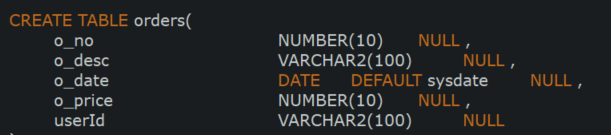 CREATE TABLE orders(
o_no NUMBER(10) NULL ,
o_desc VARCHAR2(100) NULL ,
o_date DATE DEFAULT sysdate NULL ,
o_price NUMBER(10) NULL ,
userId VARCHAR2(100) NULL